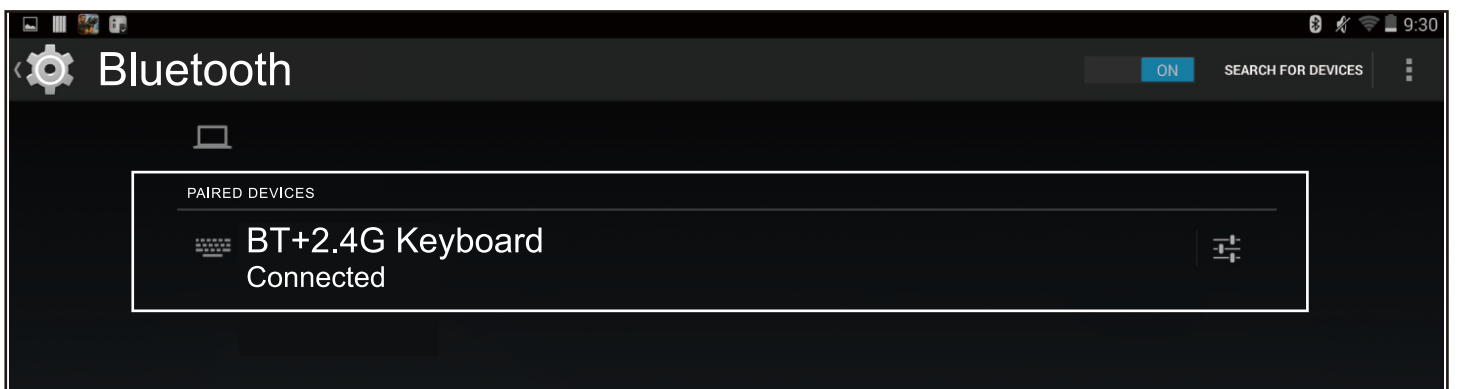 9:30
Bluetooth
ON
SEARCH FOR DEVICES
PAIRED DEVICES
BT+2.4G Keyboard
Connected